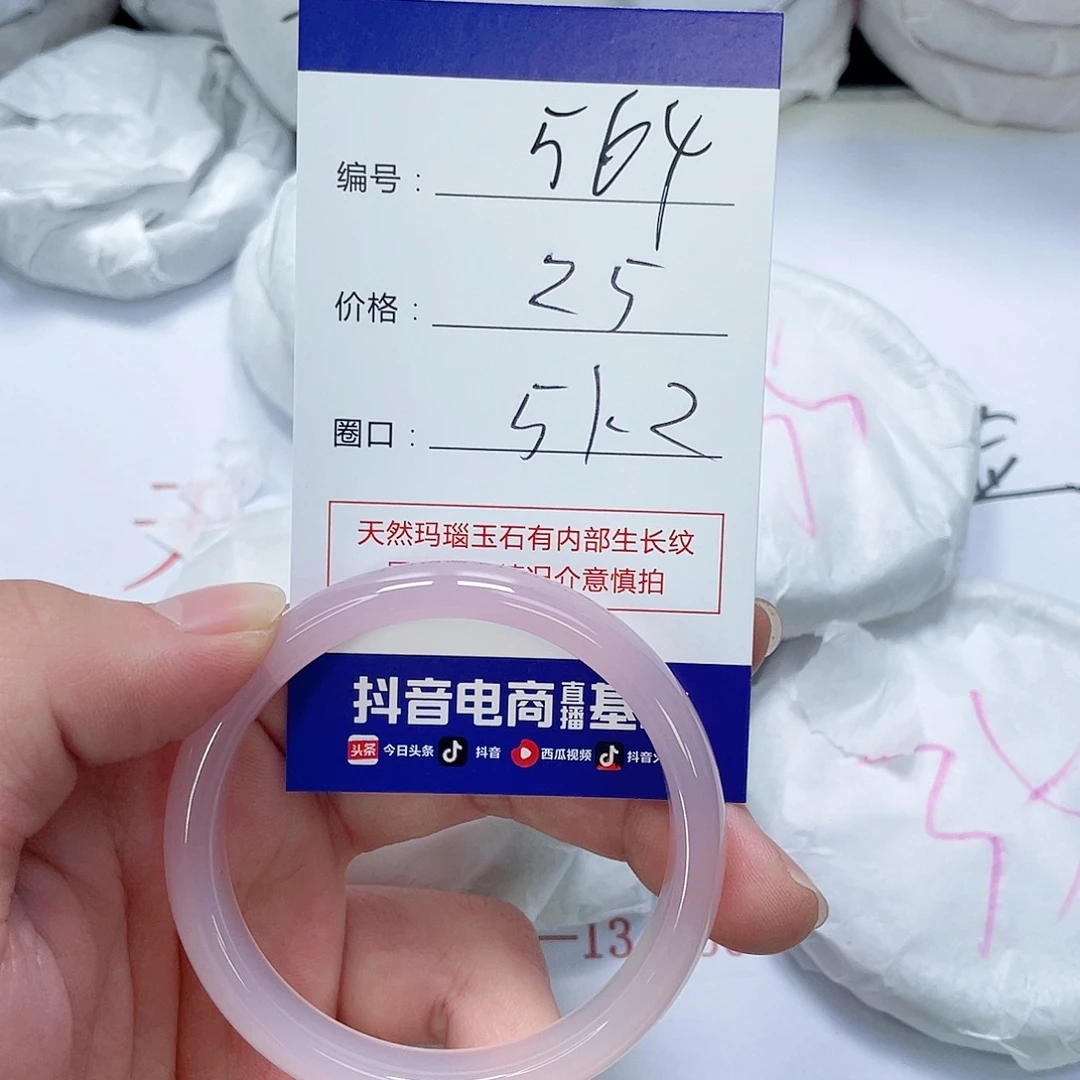 编号: 564
价格: 25
圈口: 51.2
天然玛瑙玉石有内部生长纹
介意慎拍
抖音电商直播基
头条 今日头条 抖音 西瓜视频 抖音
13